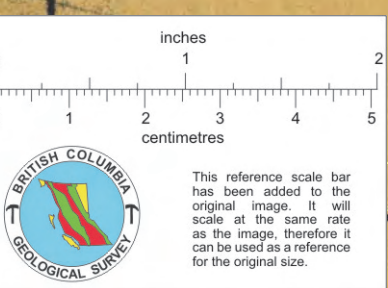 inches
1 2
1 2 3 4 5
centimetres
BRITISH COLUMBIA
GEOLOGICAL SURVEY
This reference scale bar
has been added to the
original image. It will
scale at the same rate
as the image, therefore it
can be used as a reference
for the original size.